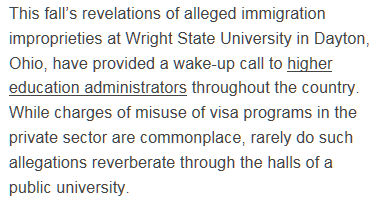 This fall's revelations of alleged immigration
improprieties at Wright State University in Dayton,
Ohio, have provided a wake-up call to higher
education administrators throughout the country.
While charges of misuse of visa programs in the
private sector are commonplace, rarely do such
allegations reverberate through the halls of a
public university.